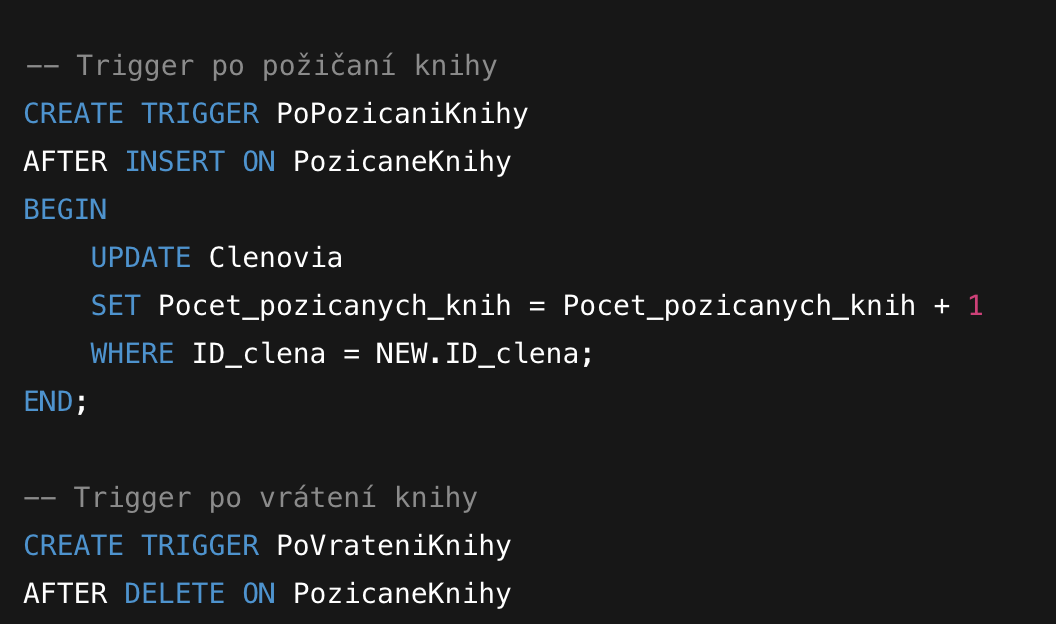 -- Trigger po požičaní knihy
CREATE TRIGGER PoPozicaniKnihy
AFTER INSERT ON PozicaneKnihy
BEGIN
    UPDATE Clenovia
    SET Pocet_pozicanych_knih = Pocet_pozicanych_knih + 1
    WHERE ID_clena = NEW.ID_clena;
END;

-- Trigger po vrátení knihy
CREATE TRIGGER PoVrateniKnihy
AFTER DELETE ON PozicaneKnihy